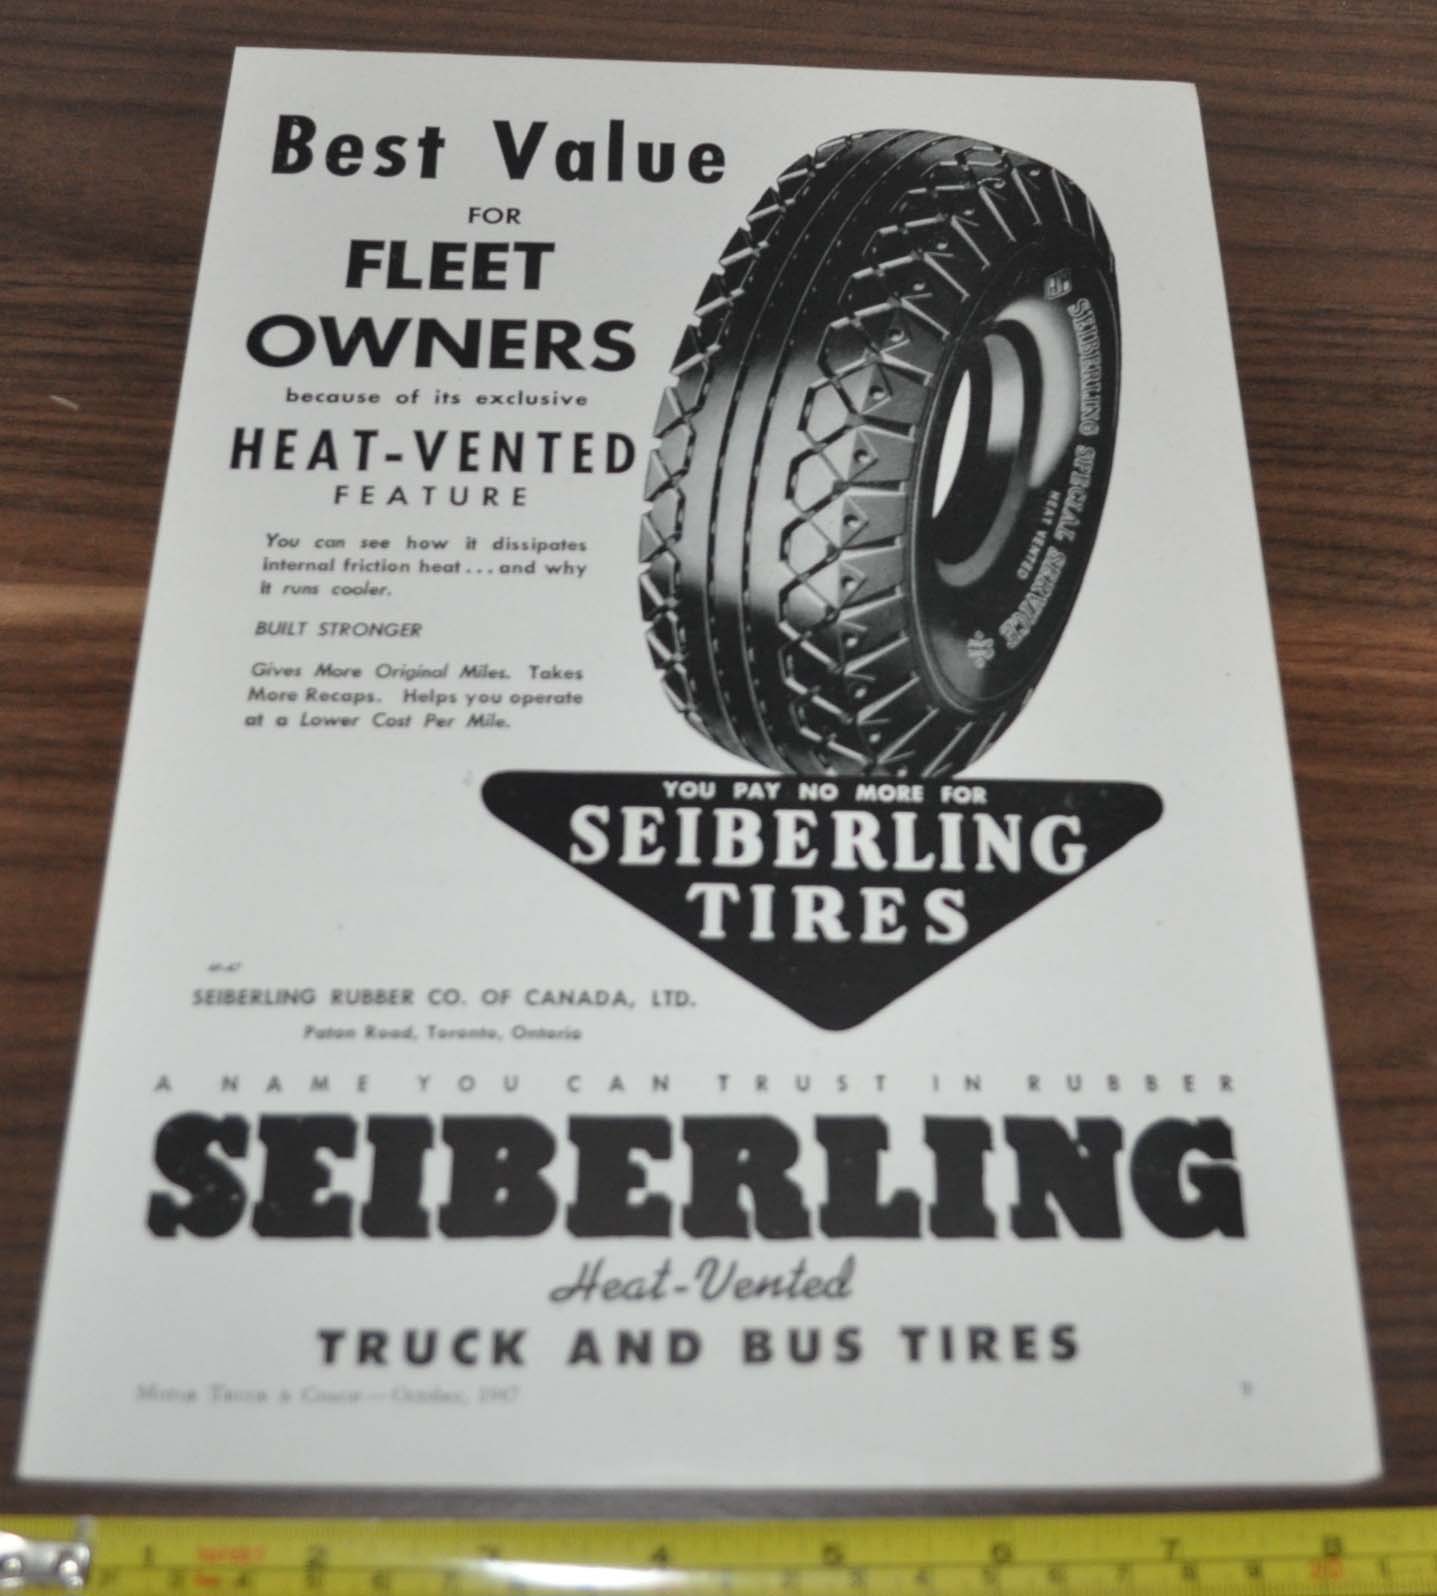 Best Value
FOR
FLEET
OWNERS
because of its exclusive
HEAT-VENTED
FEATURE
You can see how it dissipates
internal friction heat...and why
it runs cooler.
BUILT STRONGER
Gives More Original Miles. Takes
More Recaps. Helps you operate
at a Lower Cost Per Mile.
SEIBERLING SPECIAL SERVICE
HEAT VENTED
YOU PAY NO MORE FOR
SEIBERLING
TIRES
SEIBERLING RUBBER CO. OF CANADA, LTD.
Paton Road, Toronto, Ontario
A NAME YOU CAN TRUST IN RUBBER
SEIBERLING
Heat-Vented
TRUCK AND BUS TIRES
Motor Truck & Coach — October, 1947
1 2 3 4 5 6 7 8